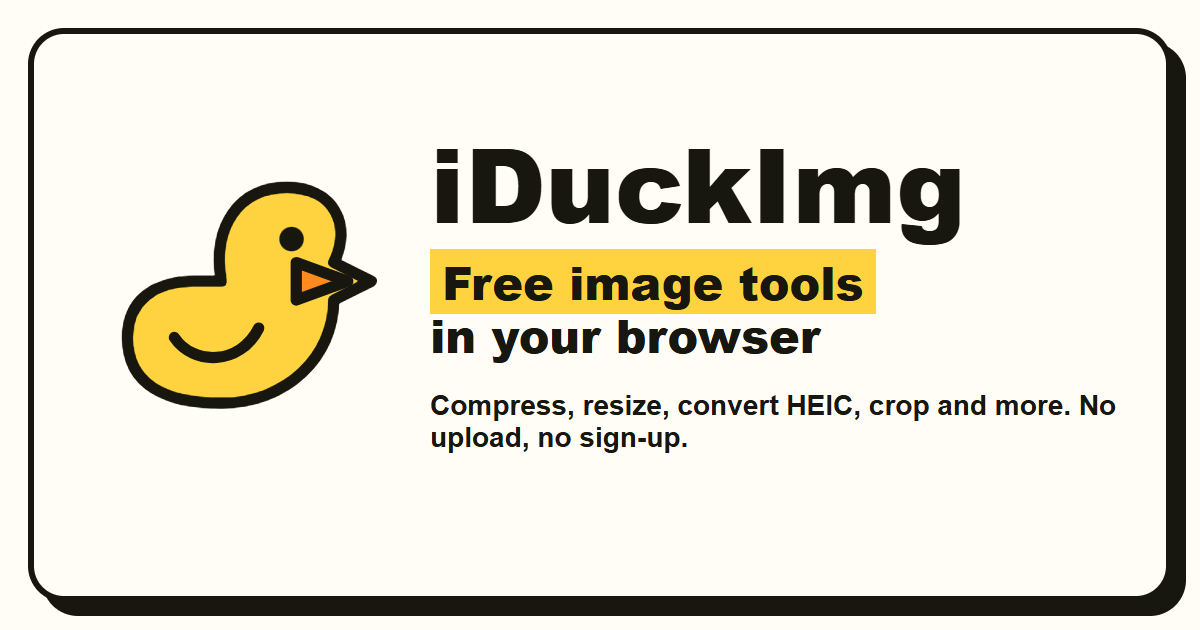 iDuckImg
Free image tools
in your browser
Compress, resize, convert HEIC, crop and more. No
upload, no sign-up.